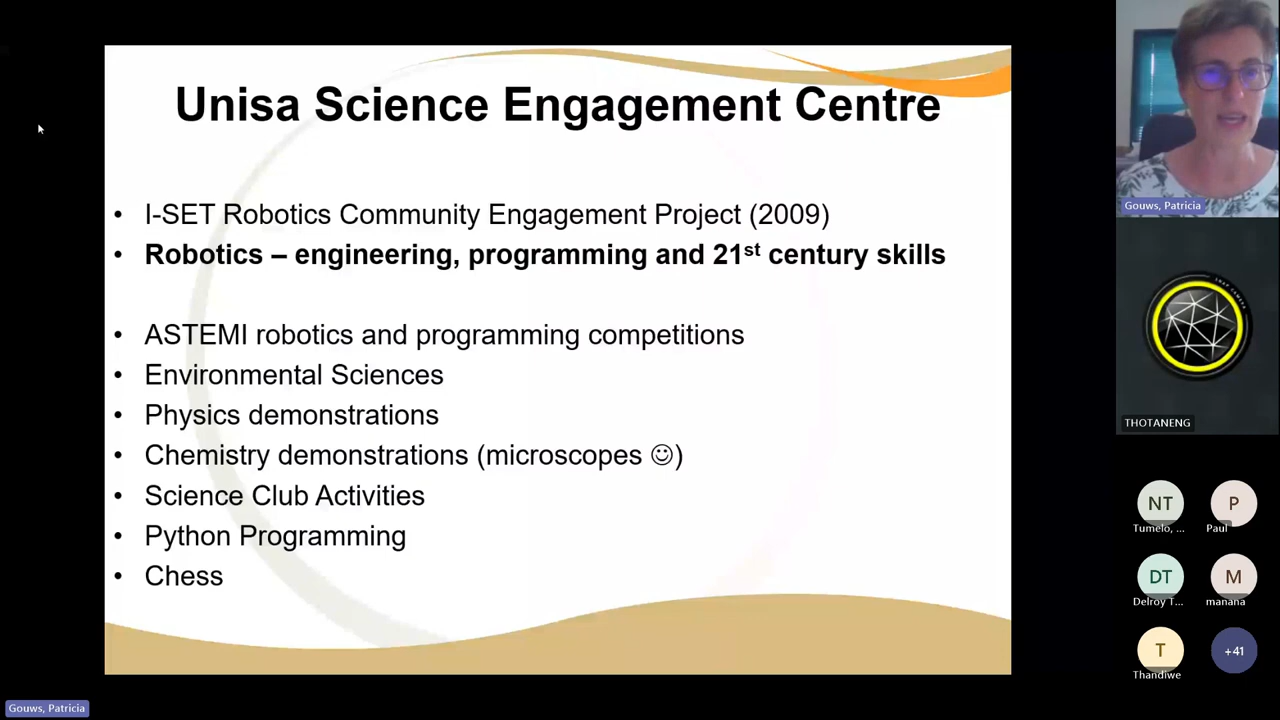 Unisa Science Engagement Centre
• I-SET Robotics Community Engagement Project (2009)
• Robotics – engineering, programming and 21st century skills
• ASTEMI robotics and programming competitions
• Environmental Sciences
• Physics demonstrations
• Chemistry demonstrations (microscopes ☺)
• Science Club Activities
• Python Programming
• Chess
Gouws, Patricia
THOTANENG
NT
Tumelo, ...
P
Paul
DT
Delroy T...
M
manana
T
Thandiwe
+41
Gouws, Patricia